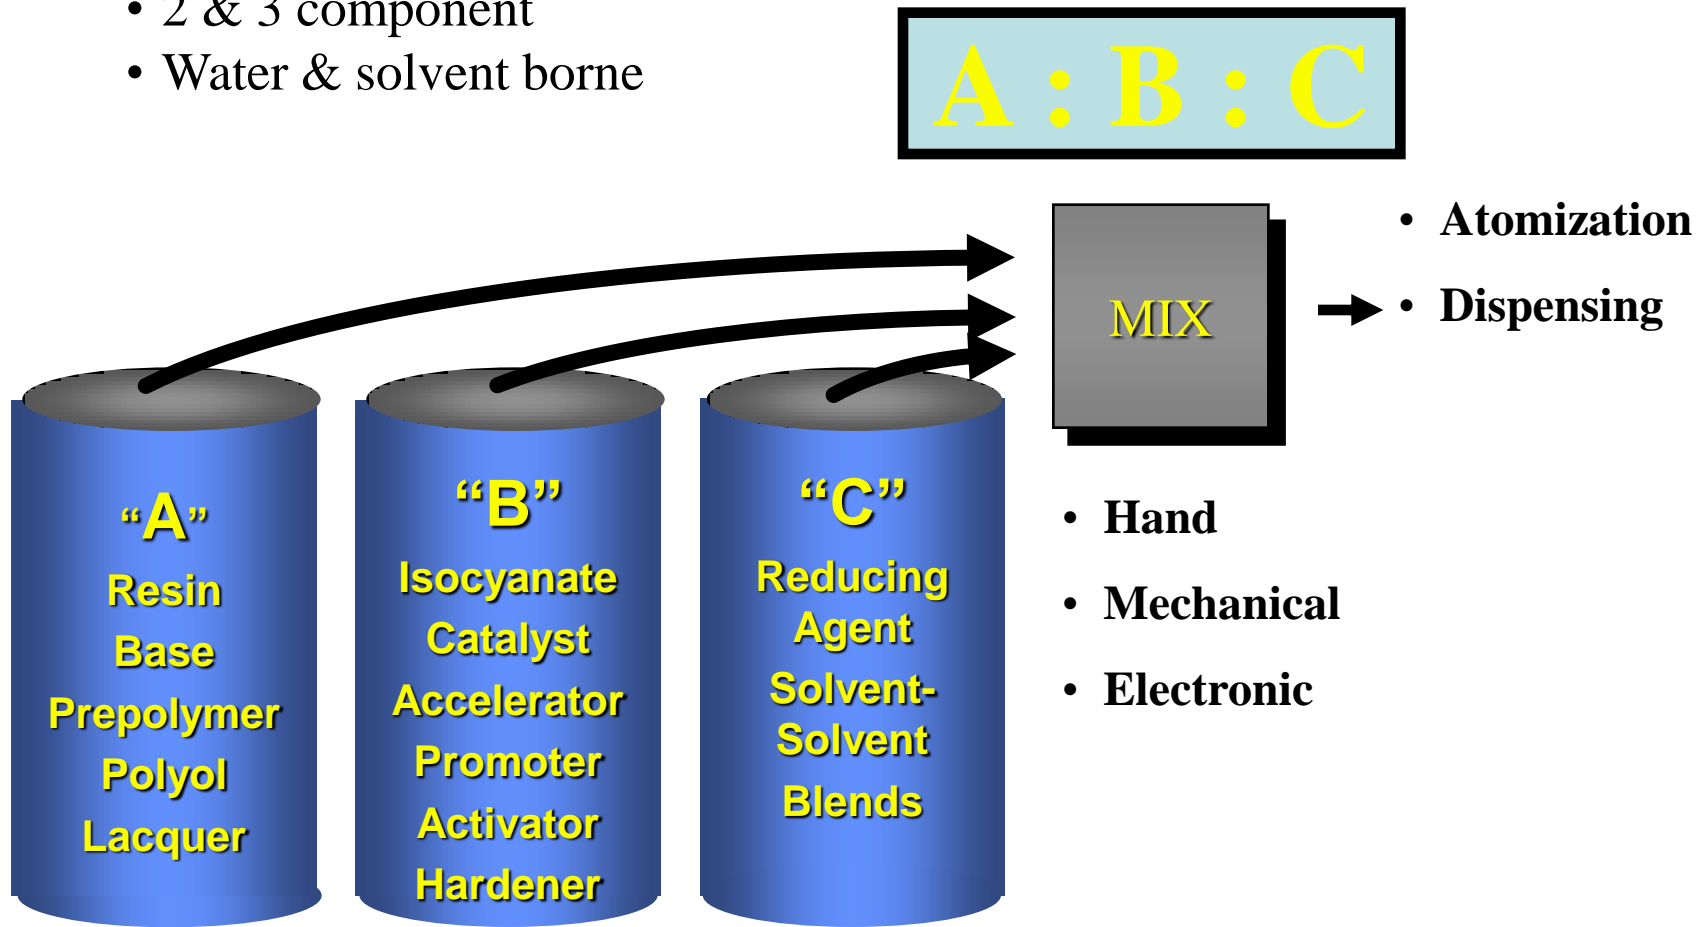 • 2 & 3 component
• Water & solvent borne
A : B : C
• Atomization
• Dispensing
MIX
“A”
Resin
Base
Prepolymer
Polyol
Lacquer
“B”
Isocyanate
Catalyst
Accelerator
Promoter
Activator
Hardener
“C”
Reducing
Agent
Solvent-
Solvent
Blends
• Hand
• Mechanical
• Electronic